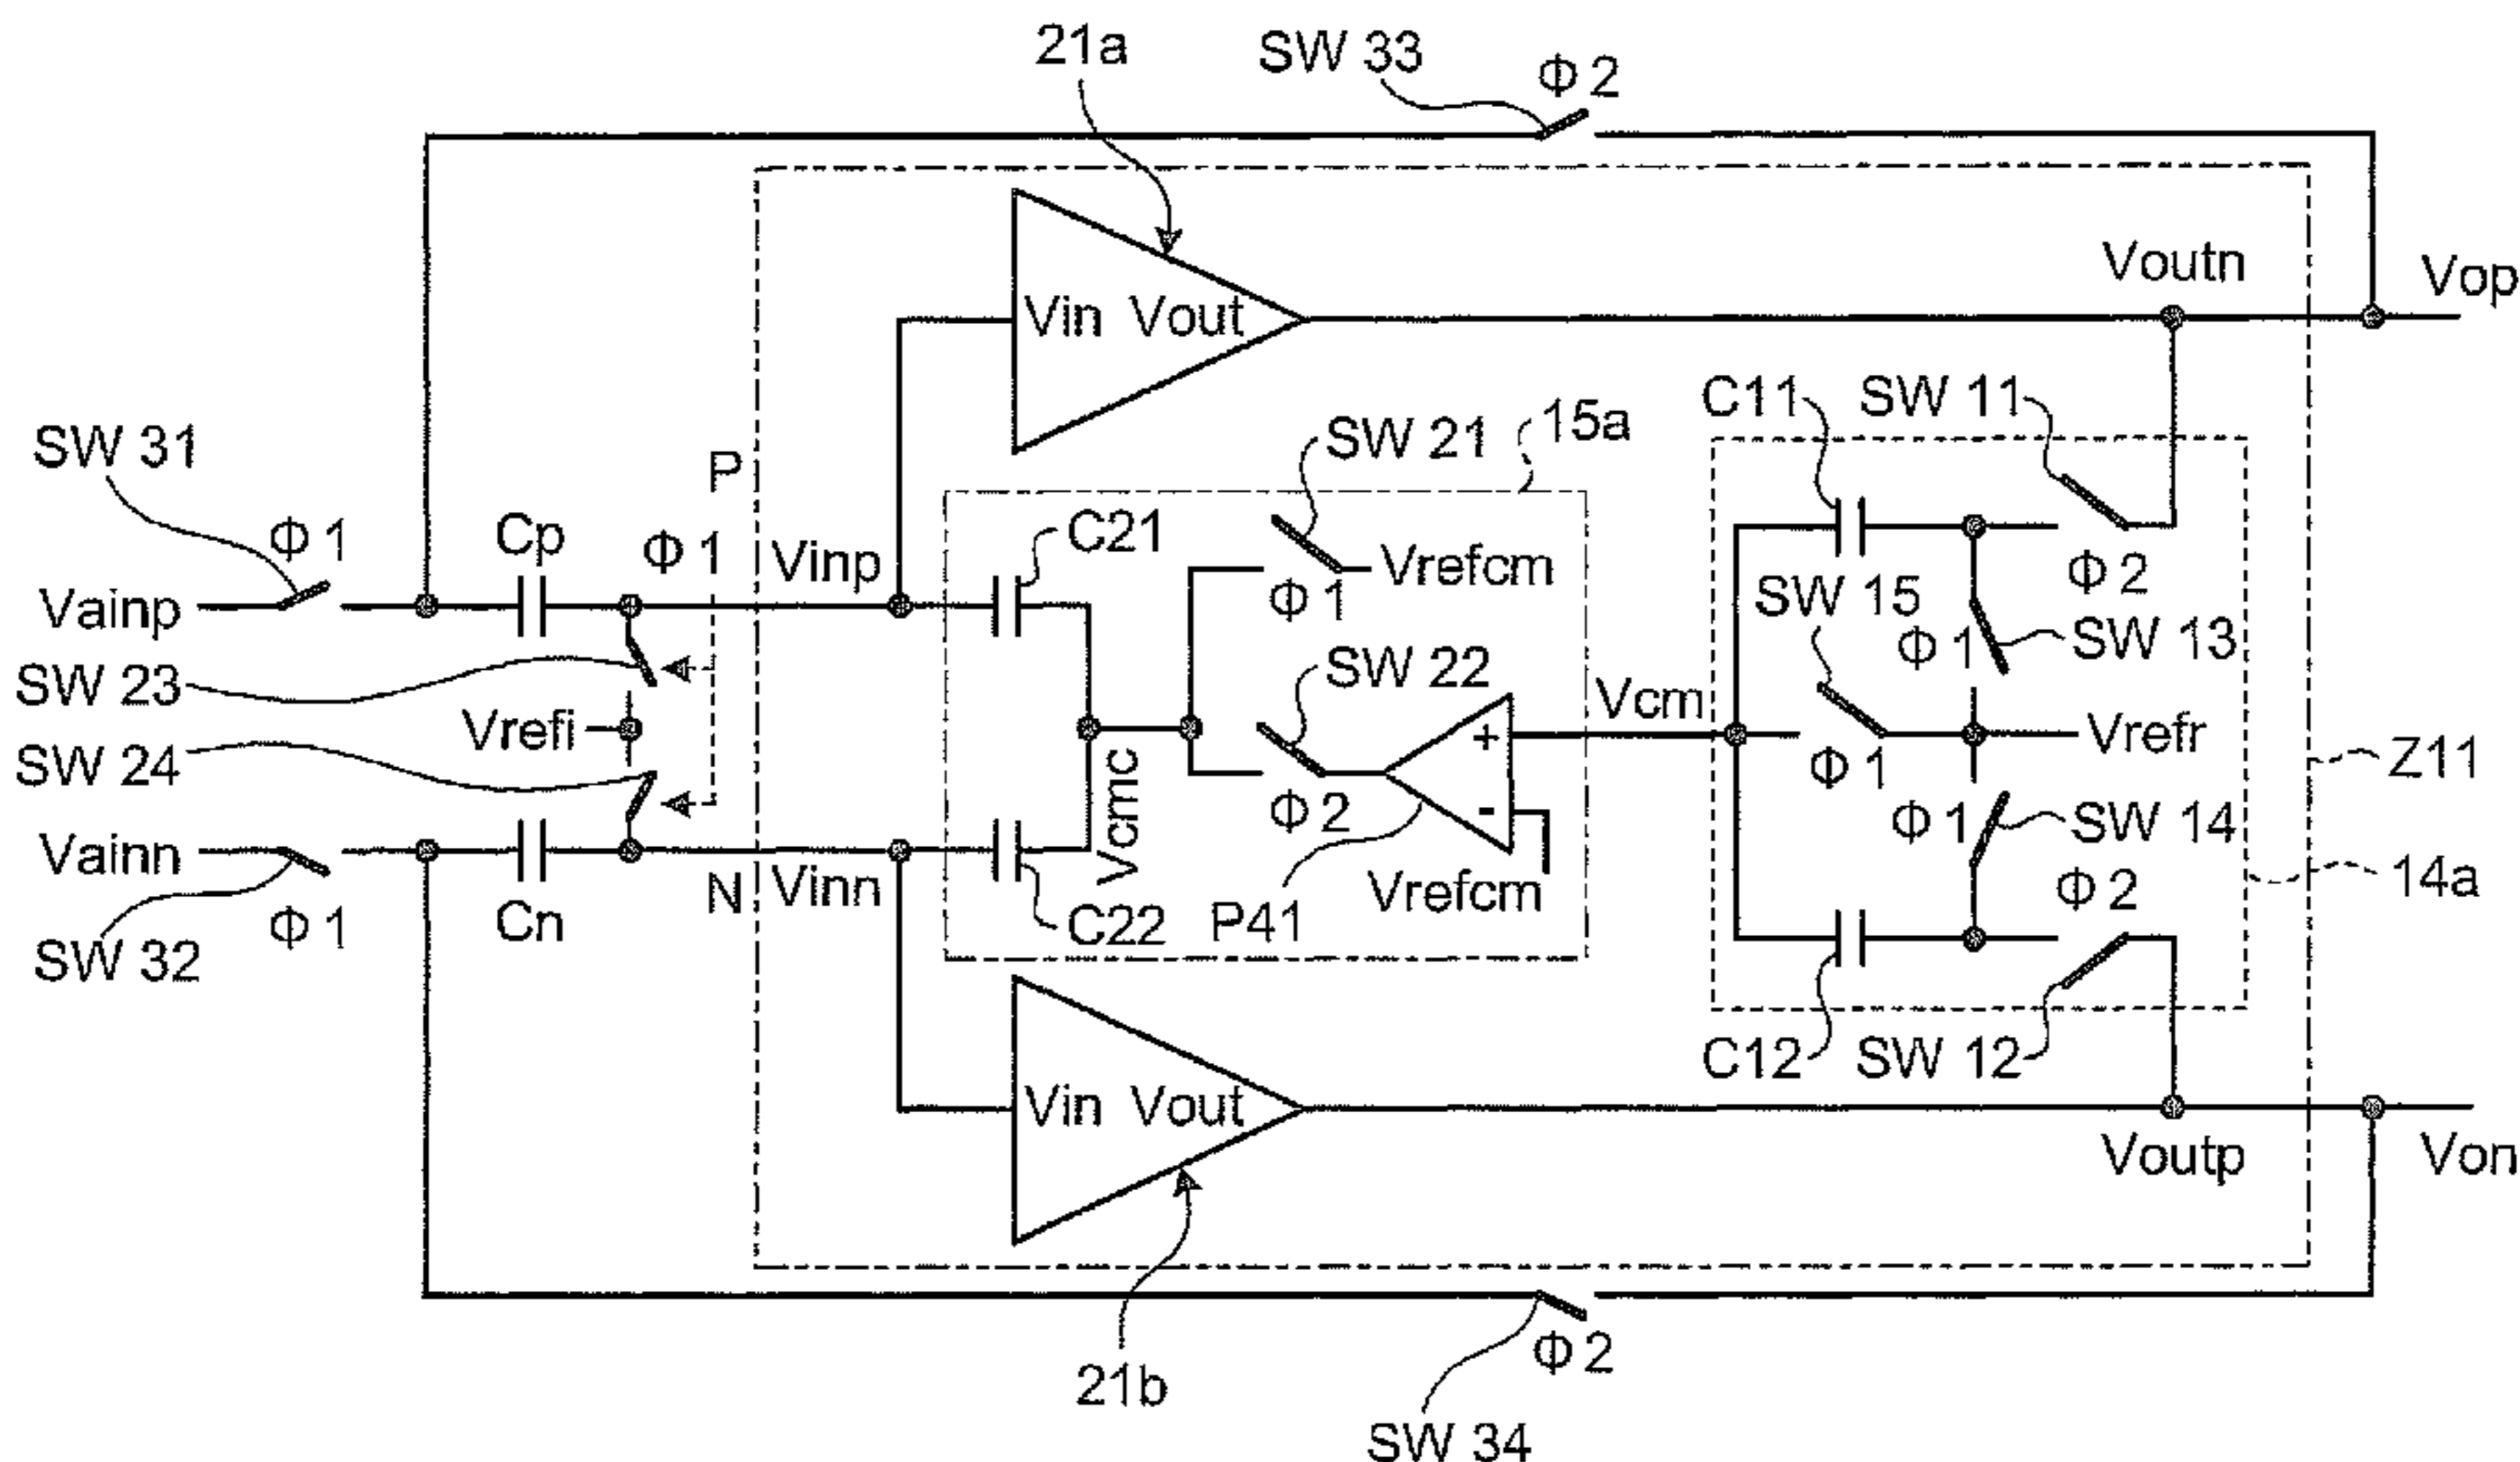 21a
SW 33
Φ 2
Voutn
Vop
Vin Vout
C11
SW 11
15a
SW 21
SW 31
P
Φ 1
Cp
Φ 1
Vinp
C21
Φ 1
Vrefcm
Φ 2
SW 15
Vainp
Φ 1
SW 13
SW 23
SW 22
Vcm
Vrefi
+
Vrefr
SW 24
Φ 1
Z11
Vcmc
Φ 2
-
Φ 1
SW 14
Vainn
N
Vinn
Vrefcm
Φ 2
14a
Φ 1
Cn
C22
P41
SW 32
C12
SW 12
Vin Vout
Voutp
Von
21b
Φ 2
SW 34